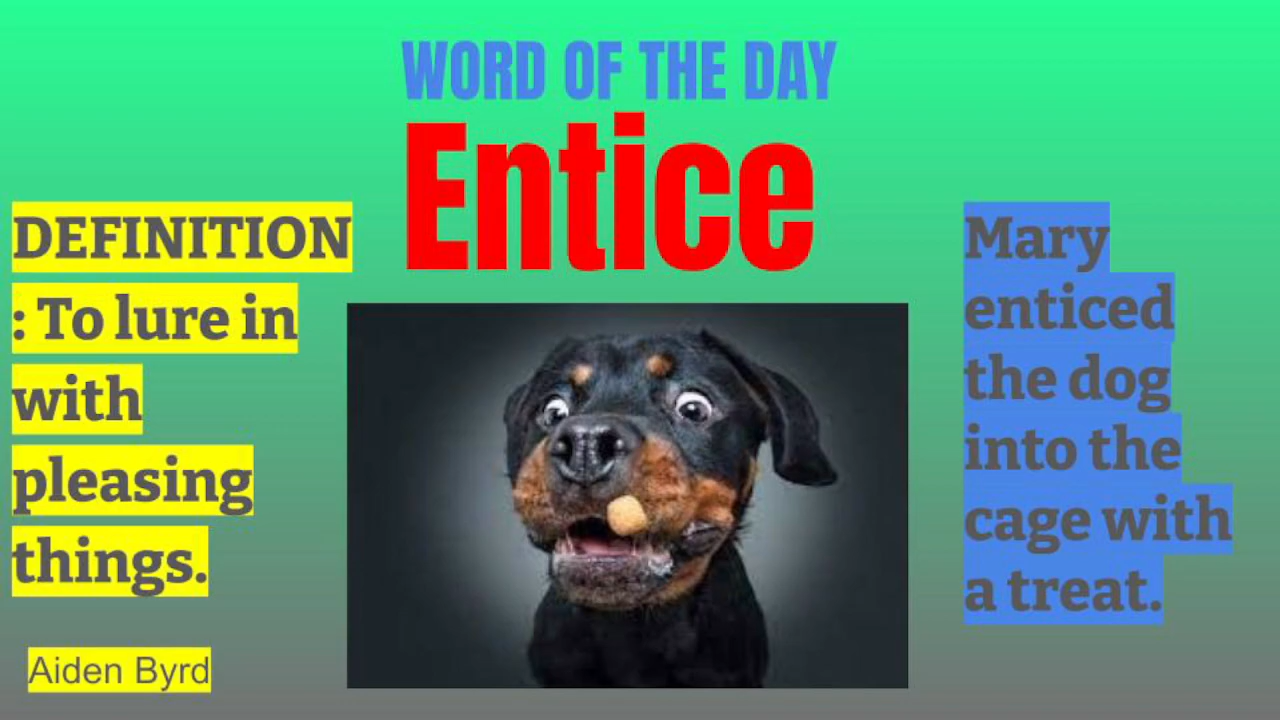 WORD OF THE DAY
Entice
DEFINITION
: To lure in
with
pleasing
things.
Aiden Byrd
Mary
enticed
the dog
into the
cage with
a treat.